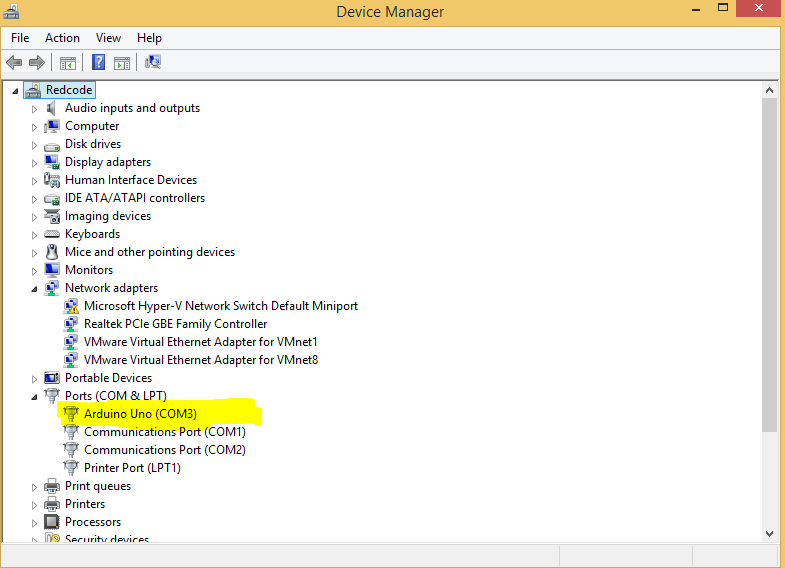 Device Manager
File Action View Help
Redcode
Audio inputs and outputs
Computer
Disk drives
Display adapters
Human Interface Devices
IDE ATA/ATAPI controllers
Imaging devices
Keyboards
Mice and other pointing devices
Monitors
Network adapters
Microsoft Hyper-V Network Switch Default Miniport
Realtek PCIe GBE Family Controller
VMware Virtual Ethernet Adapter for VMnet1
VMware Virtual Ethernet Adapter for VMnet8
Portable Devices
Ports (COM & LPT)
Arduino Uno (COM3)
Communications Port (COM1)
Communications Port (COM2)
Printer Port (LPT1)
Print queues
Printers
Processors
Security devices